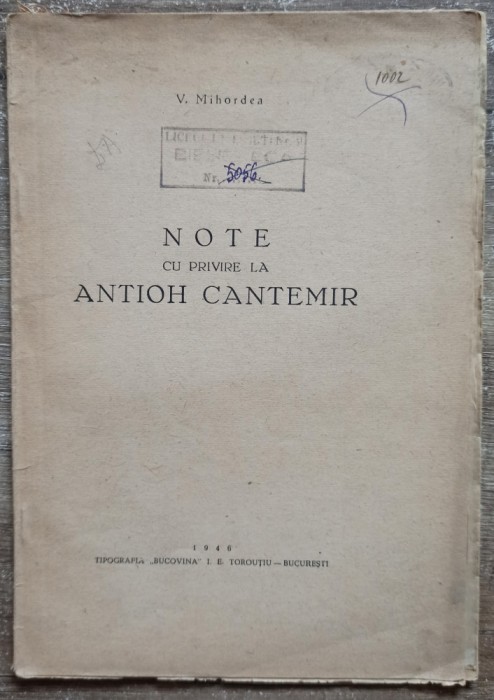 1002
V. Mihordea
Nr. 5056
NOTE
CU PRIVIRE LA
ANTIOH CANTEMIR
1946
TIPOGRAFIA „BUCOVINA" I. E. TOROUȚIU — BUCUREȘTI